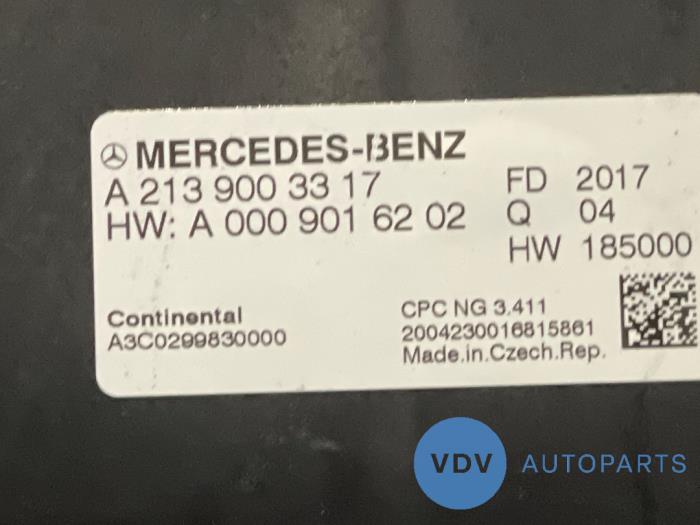 MERCEDES-BENZ
A 213 900 33 17
HW: A 000 901 62 02
FD 2017
Q 04
HW 185000
Continental
A3C0299830000
CPC NG 3.411
2004230016815861
Made.in.Czech.Rep.
VDV AUTOPARTS